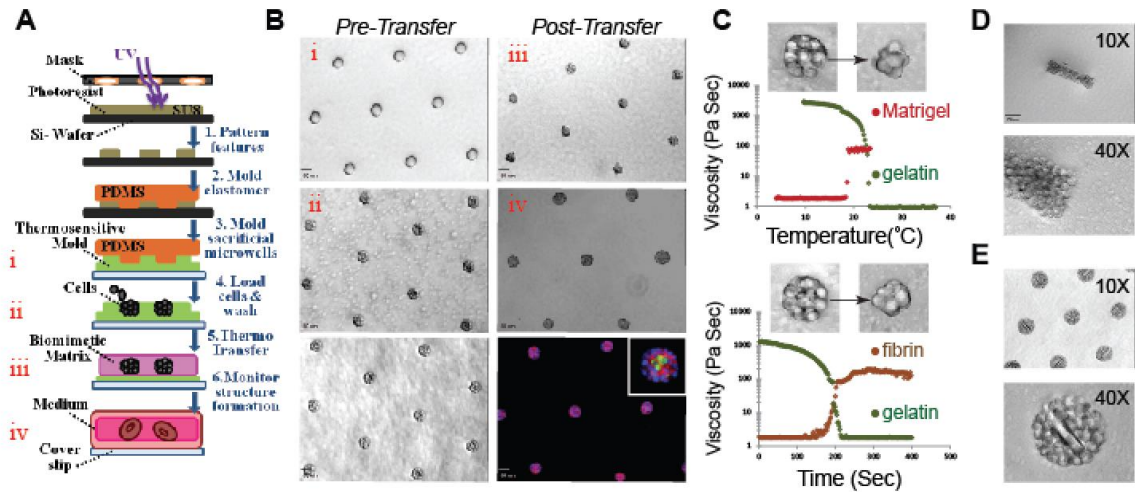 A
UV
Mask
Photoresist
SU8
Si- Wafer
1. Pattern
features
2. Mold
elastomer
PDMS
3. Mold
sacrificial
microwells
Thermosensitive
Mold
PDMS
i
4. Load
cells &
wash
Cells
ii
5. Thermo
Transfer
Biomimetic
Matrix
iii
6. Monitor
structure
formation
Medium
iv
Cover
slip
B
Pre-Transfer
Post-Transfer
i
iii
ii
iv
C
Viscosity (Pa Sec)
10000
1000
100
10
1
Matrigel
gelatin
0
10
20
30
40
Temperature(°C)
Viscosity (Pa Sec)
10000
1000
100
10
1
fibrin
gelatin
0
200
400
600
Time (Sec)
D
10X
40X
E
10X
40X